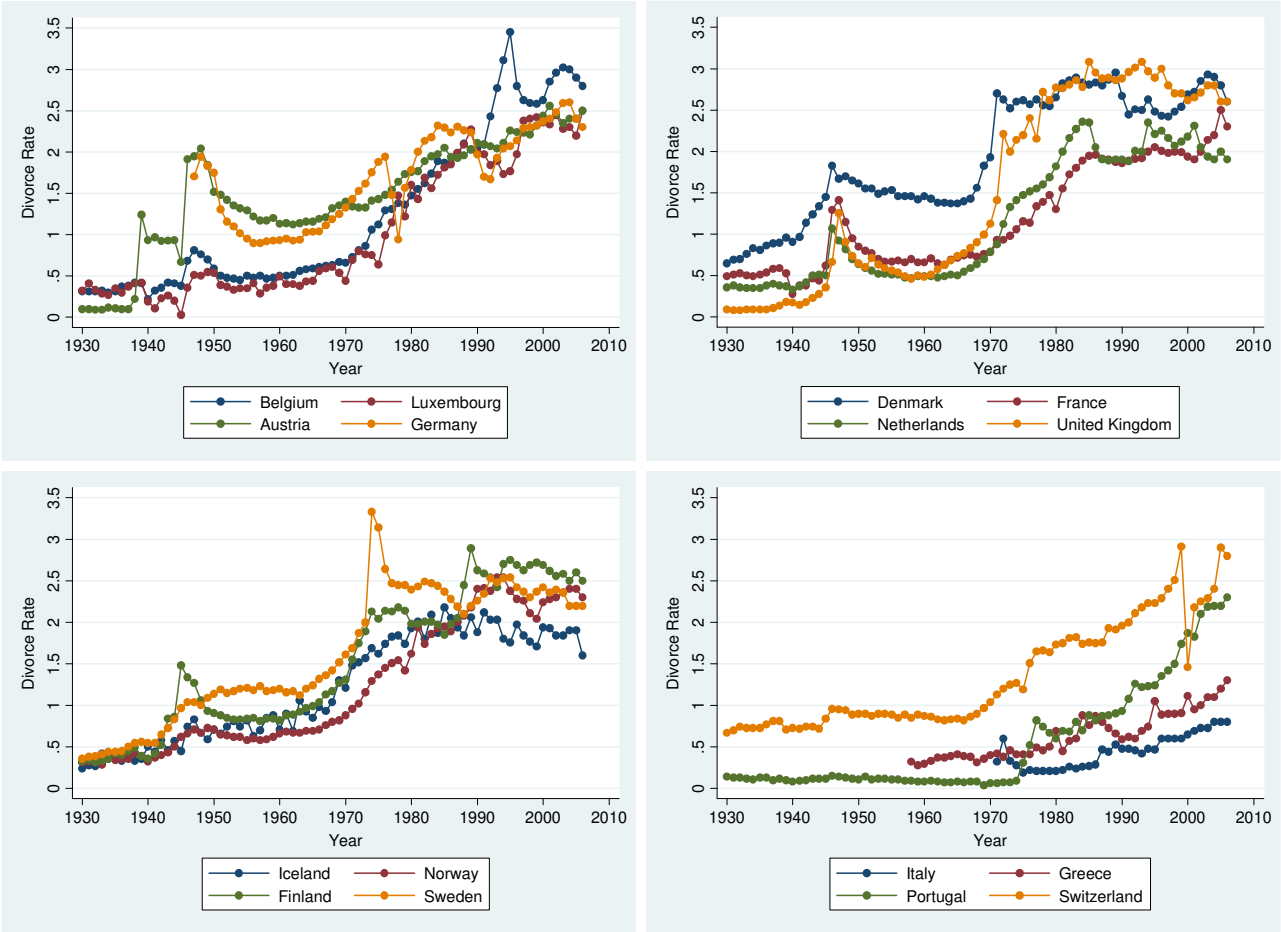 Divorce Rate
0 .5 1 1.5 2 2.5 3 3.5
1930 1940 1950 1960 1970 1980 1990 2000 2010
Year
Belgium Luxembourg
Austria Germany
Divorce Rate
0 .5 1 1.5 2 2.5 3 3.5
1930 1940 1950 1960 1970 1980 1990 2000 2010
Year
Denmark France
Netherlands United Kingdom
Divorce Rate
0 .5 1 1.5 2 2.5 3 3.5
1930 1940 1950 1960 1970 1980 1990 2000 2010
Year
Iceland Norway
Finland Sweden
Divorce Rate
0 .5 1 1.5 2 2.5 3 3.5
1930 1940 1950 1960 1970 1980 1990 2000 2010
Year
Italy Greece
Portugal Switzerland